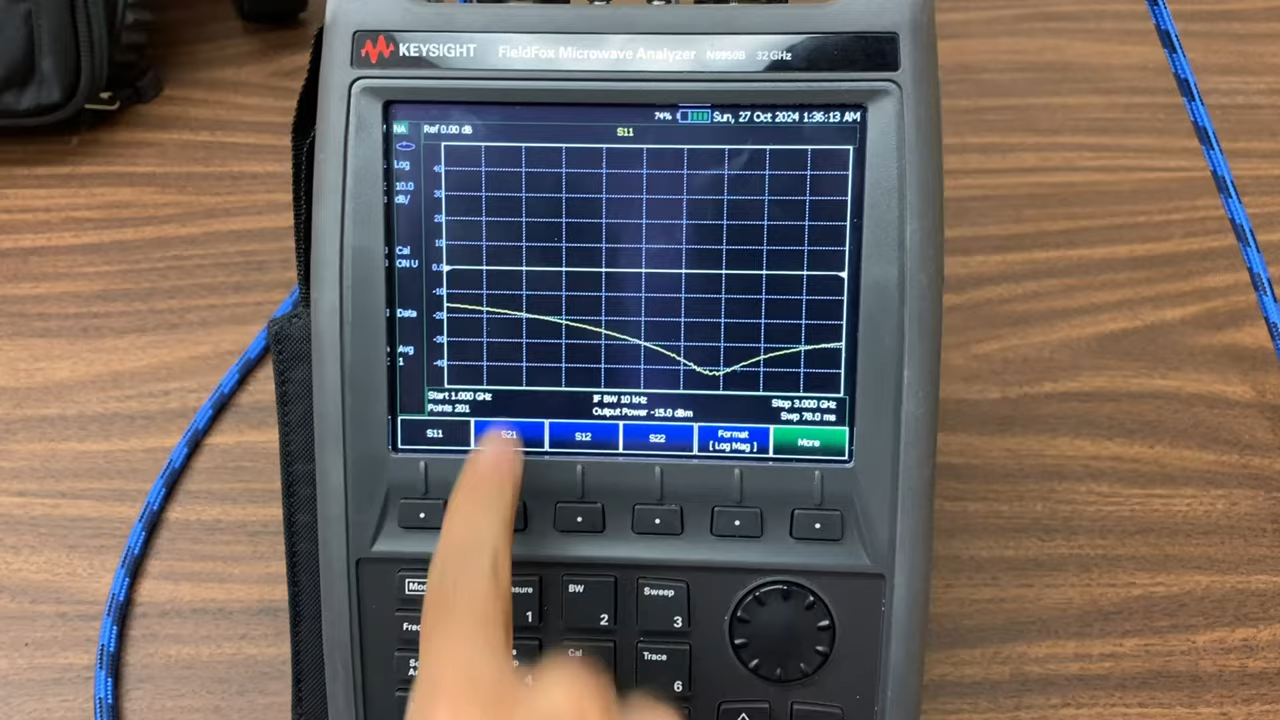 KEYSIGHT FieldFox Microwave Analyzer N9950B 32 GHz
74% Sun, 27 Oct 2024 1:36:13 AM
NA Ref 0.00 dB S11
Log
10.0
dB/
Cal
ON U
Data
Avg
1
40
30
20
10
0.0
-10
-20
-30
-40
Start 1.000 GHz IF BW 10 kHz Stop 3.000 GHz
Points 201 Output Power -15.0 dBm Swp 78.0 ms
S11 S21 S12 S22 Format [ Log Mag ] More
BW 2
Sweep 3
1
Cal
Trace 6